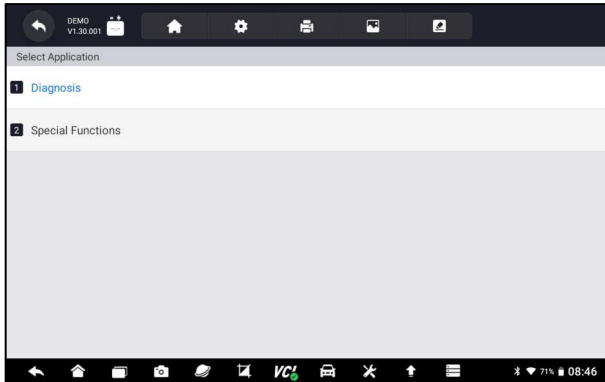 DEMO
V1.30.001
Select Application
1 Diagnosis
2 Special Functions
VCI 71% 08:46